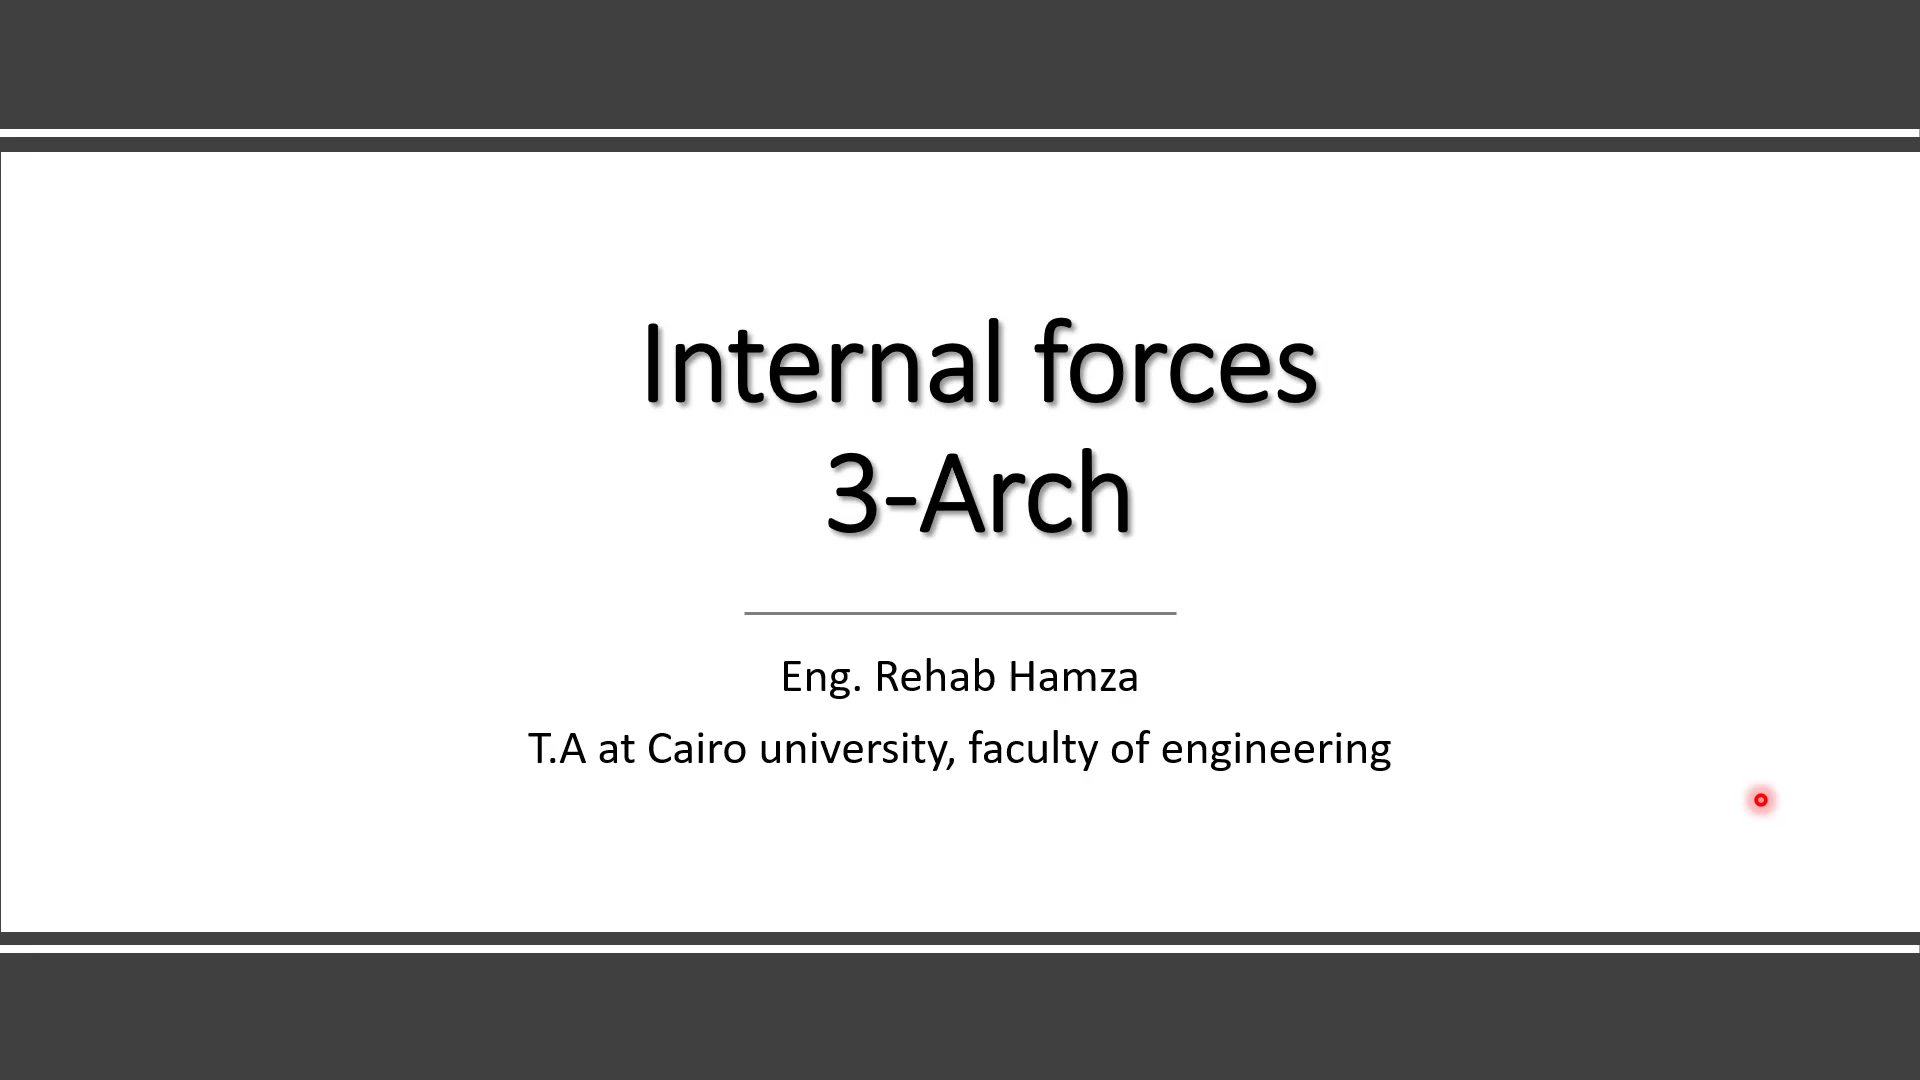 Internal forces
3-Arch
Eng. Rehab Hamza
T.A at Cairo university, faculty of engineering